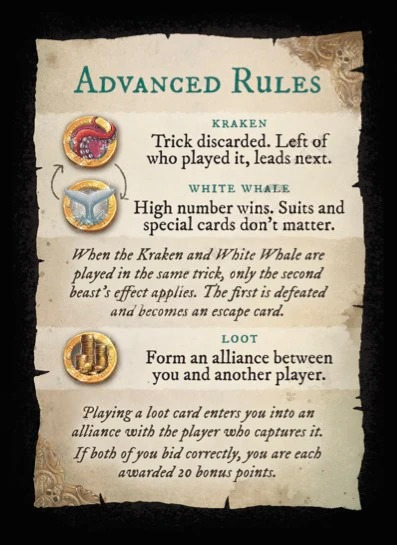 Advanced Rules
KRAKEN
Trick discarded. Left of
who played it, leads next.
WHITE WHALE
High number wins. Suits and
special cards don't matter.
When the Kraken and White Whale are
played in the same trick, only the second
beast's effect applies. The first is defeated
and becomes an escape card.
LOOT
Form an alliance between
you and another player.
Playing a loot card enters you into an
alliance with the player who captures it.
If both of you bid correctly, you are each
awarded 20 bonus points.